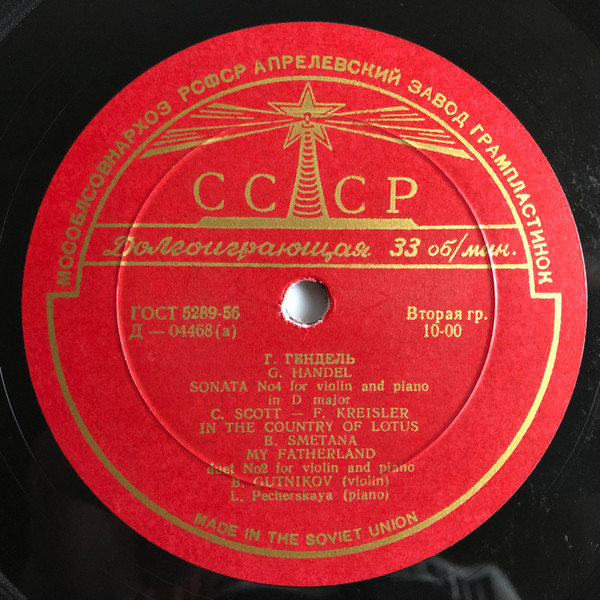 МОСОБЛСОВНАРХОЗ РСФСР АПРЕЛЕВСКИЙ ЗАВОД ГРАМПЛАСТИНОК
СССР
Долгоиграющая 33 об/мин.
ГОСТ 5289-56
Д — 04468 (а)
Вторая гр.
10-00
Г. ГЕНДЕЛЬ
G. HANDEL
SONATA No4 for violin and piano
in D major
C. SCOTT — F. KREISLER
IN THE COUNTRY OF LOTUS
B. SMETANA
MY FATHERLAND
duet No2 for violin and piano
B. GUTNIKOV (violin)
L. Pecherskaya (piano)
MADE IN THE SOVIET UNION